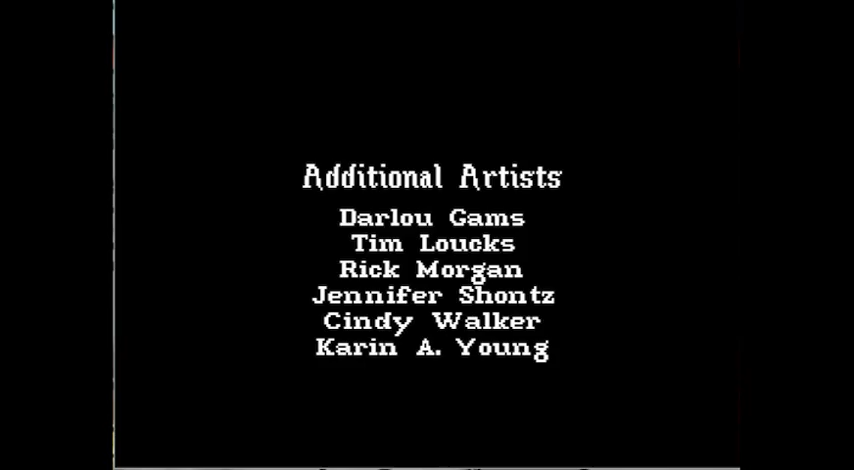 Additional Artists
Darlou Gams
Tim Loucks
Rick Morgan
Jennifer Shontz
Cindy Walker
Karin A. Young